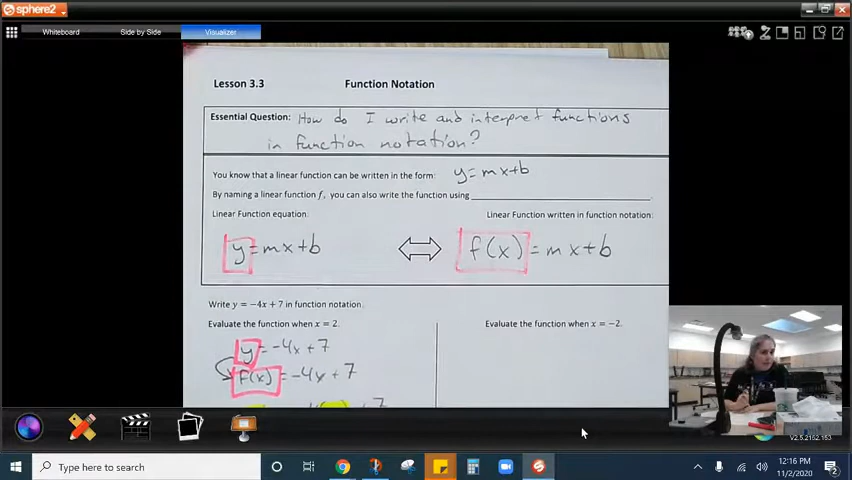 sphere2
Whiteboard
Side by Side
Visualizer
Lesson 3.3 Function Notation
Essential Question: How do I write and interpret functions
in function notation?
You know that a linear function can be written in the form: y=mx+b
By naming a linear function f, you can also write the function using
Linear Function equation: Linear Function written in function notation:
y=mx+b f(x)=mx+b
Write y = −4x + 7 in function notation.
Evaluate the function when x = 2. Evaluate the function when x = −2.
y=-4x+7
f(x)=-4x+7
V2.5.2152.153
Type here to search
12:16 PM
11/2/2020